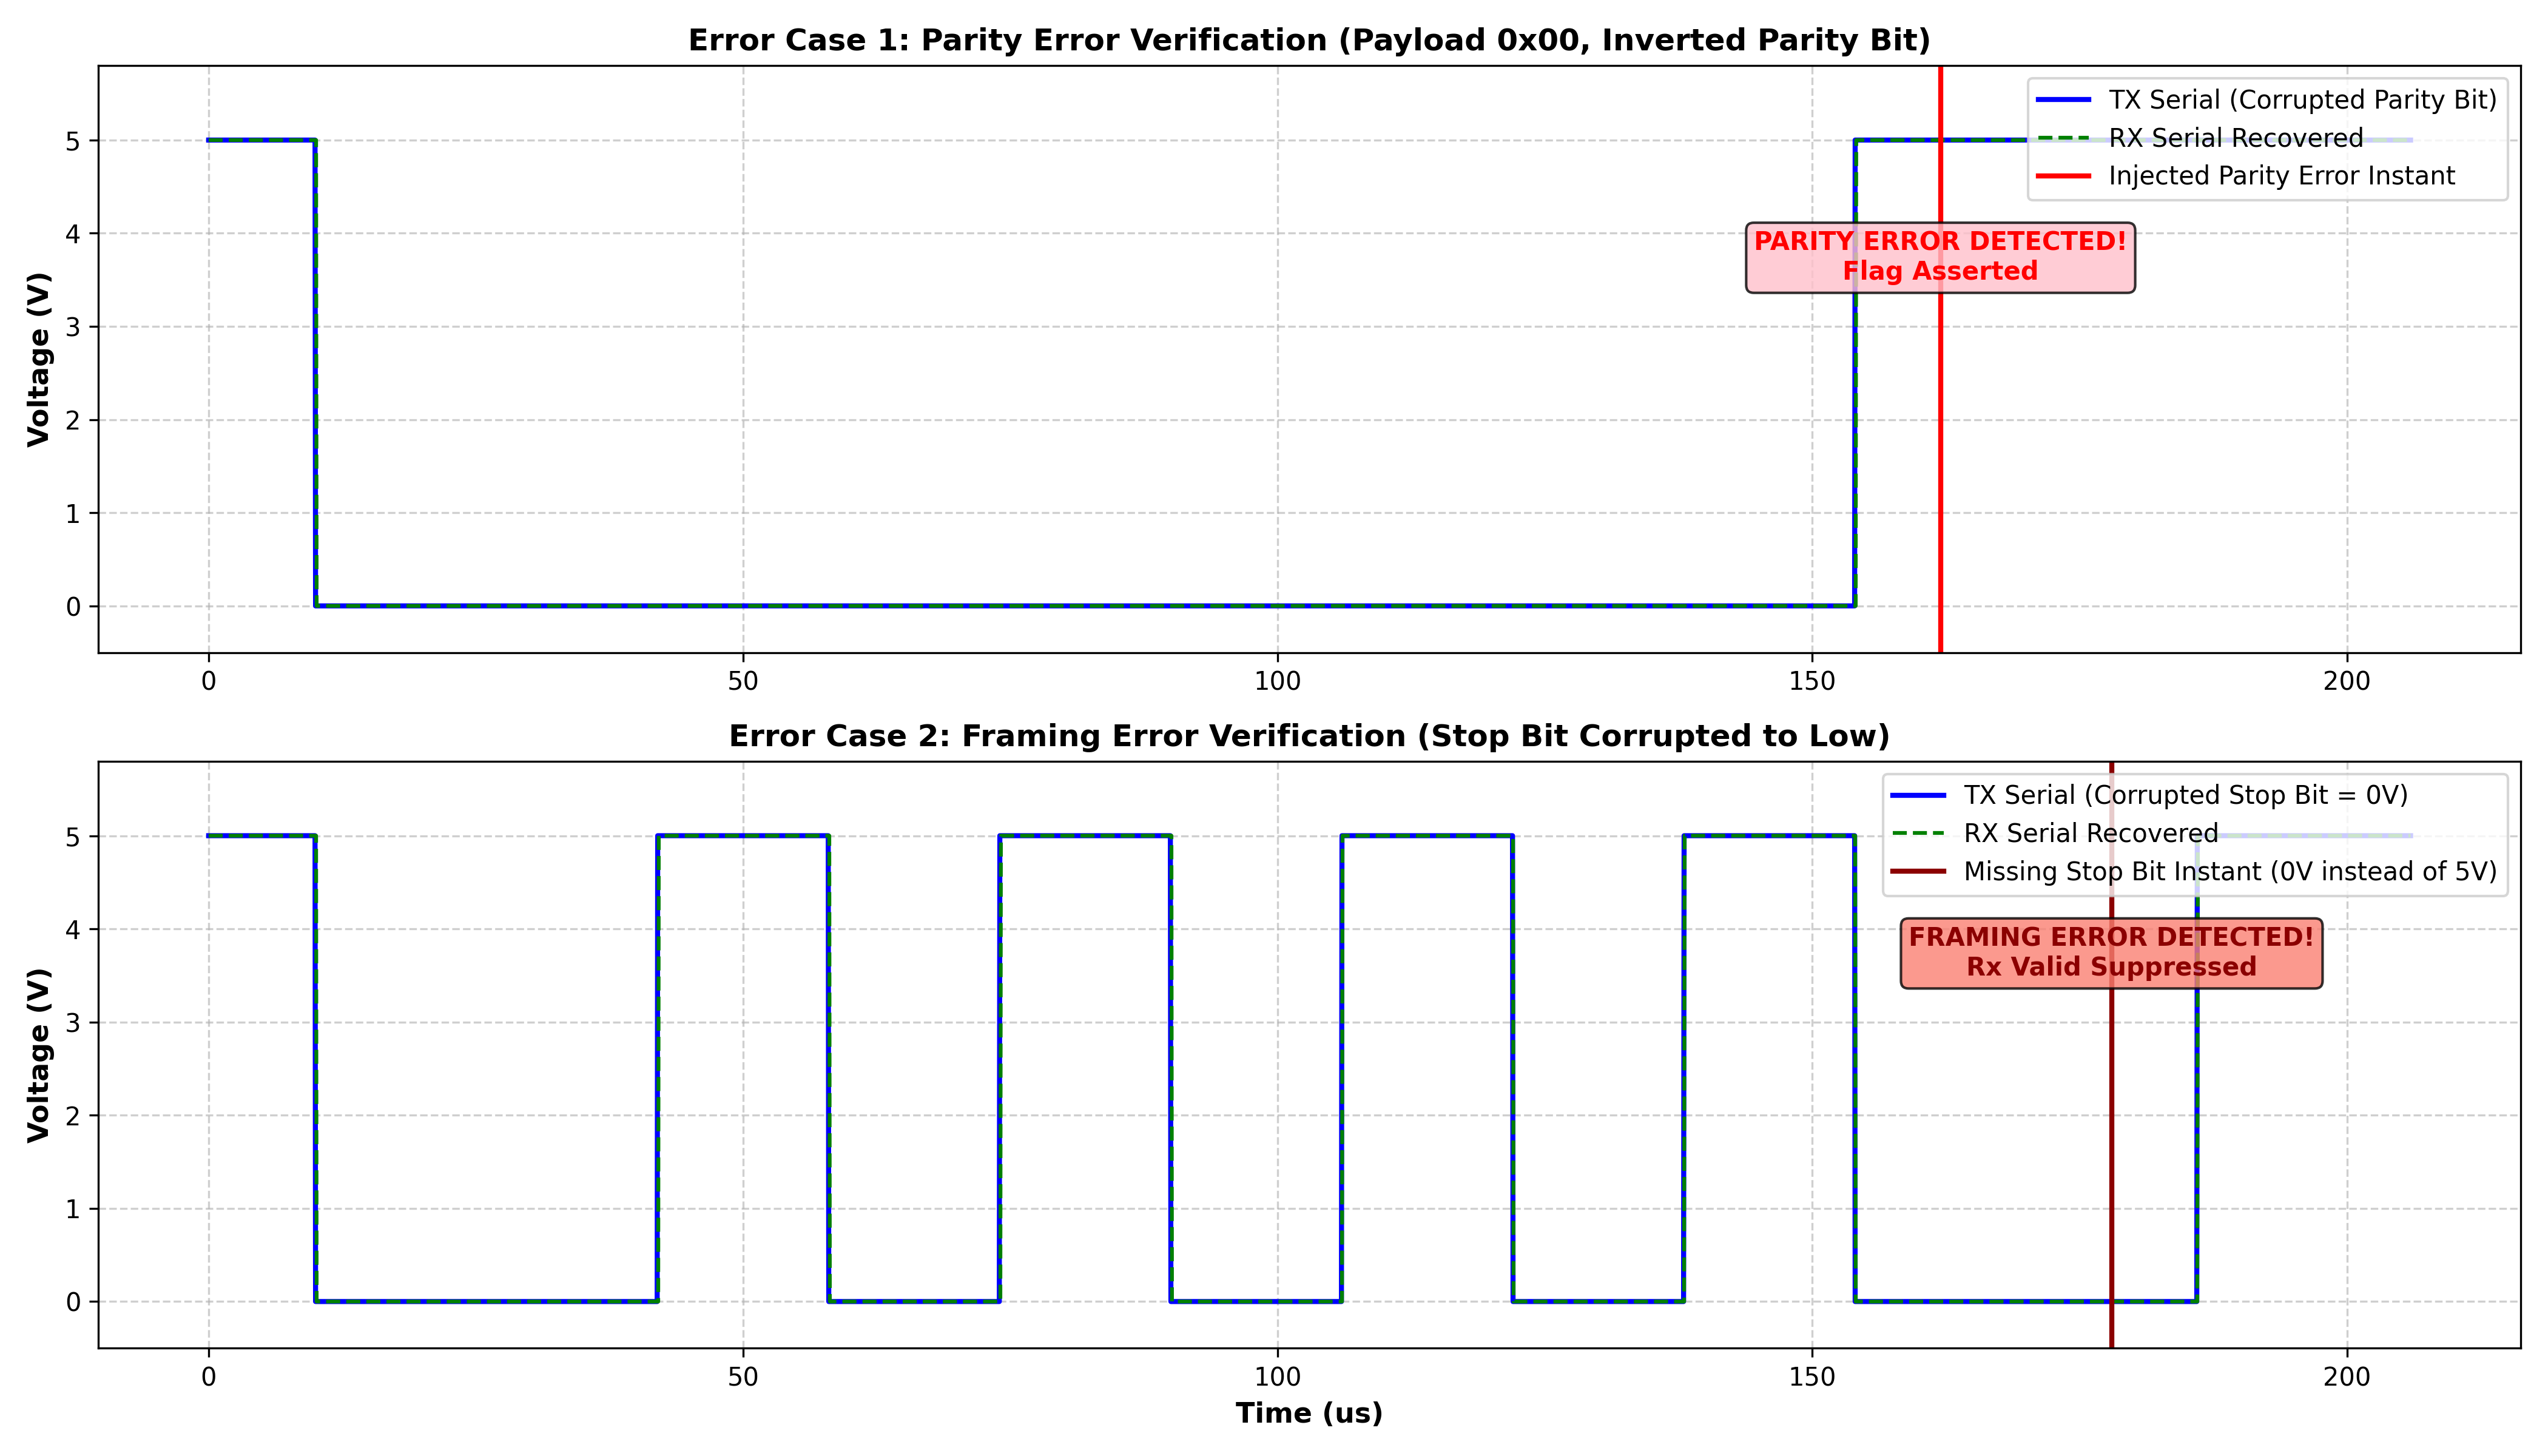 Error Case 1: Parity Error Verification (Payload 0x00, Inverted Parity Bit)
TX Serial (Corrupted Parity Bit)
RX Serial Recovered
Injected Parity Error Instant
PARITY ERROR DETECTED!
Flag Asserted
Voltage (V)
5
4
3
2
1
0
0 50 100 150 200
Error Case 2: Framing Error Verification (Stop Bit Corrupted to Low)
TX Serial (Corrupted Stop Bit = 0V)
RX Serial Recovered
Missing Stop Bit Instant (0V instead of 5V)
FRAMING ERROR DETECTED!
Rx Valid Suppressed
Voltage (V)
5
4
3
2
1
0
0 50 100 150 200
Time (us)